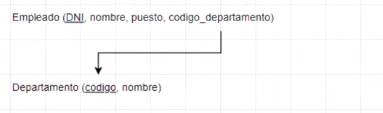 Empleado (DNI, nombre, puesto, codigo_departamento)
Departamento (codigo, nombre)